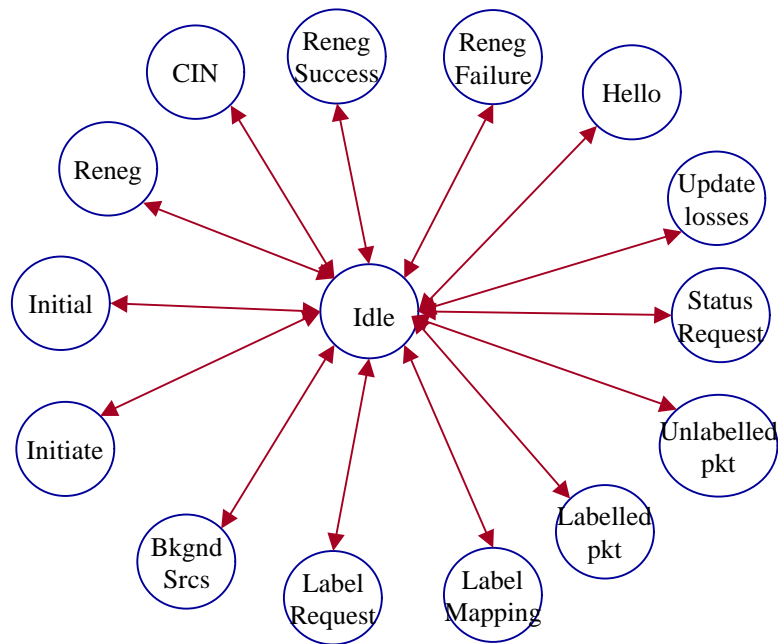 Reneg
Success
Reneg
Failure
CIN
Hello
Reneg
Update
losses
Initial
Idle
Status
Request
Initiate
Unlabelled
pkt
Labelled
pkt
Bkgnd
Srcs
Label
Request
Label
Mapping